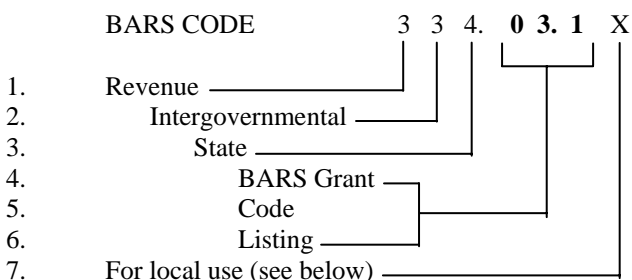 BARS CODE 3 3 4. 0 3. 1 X
1. Revenue
2. Intergovernmental
3. State
4. BARS Grant
5. Code
6. Listing
7. For local use (see below)